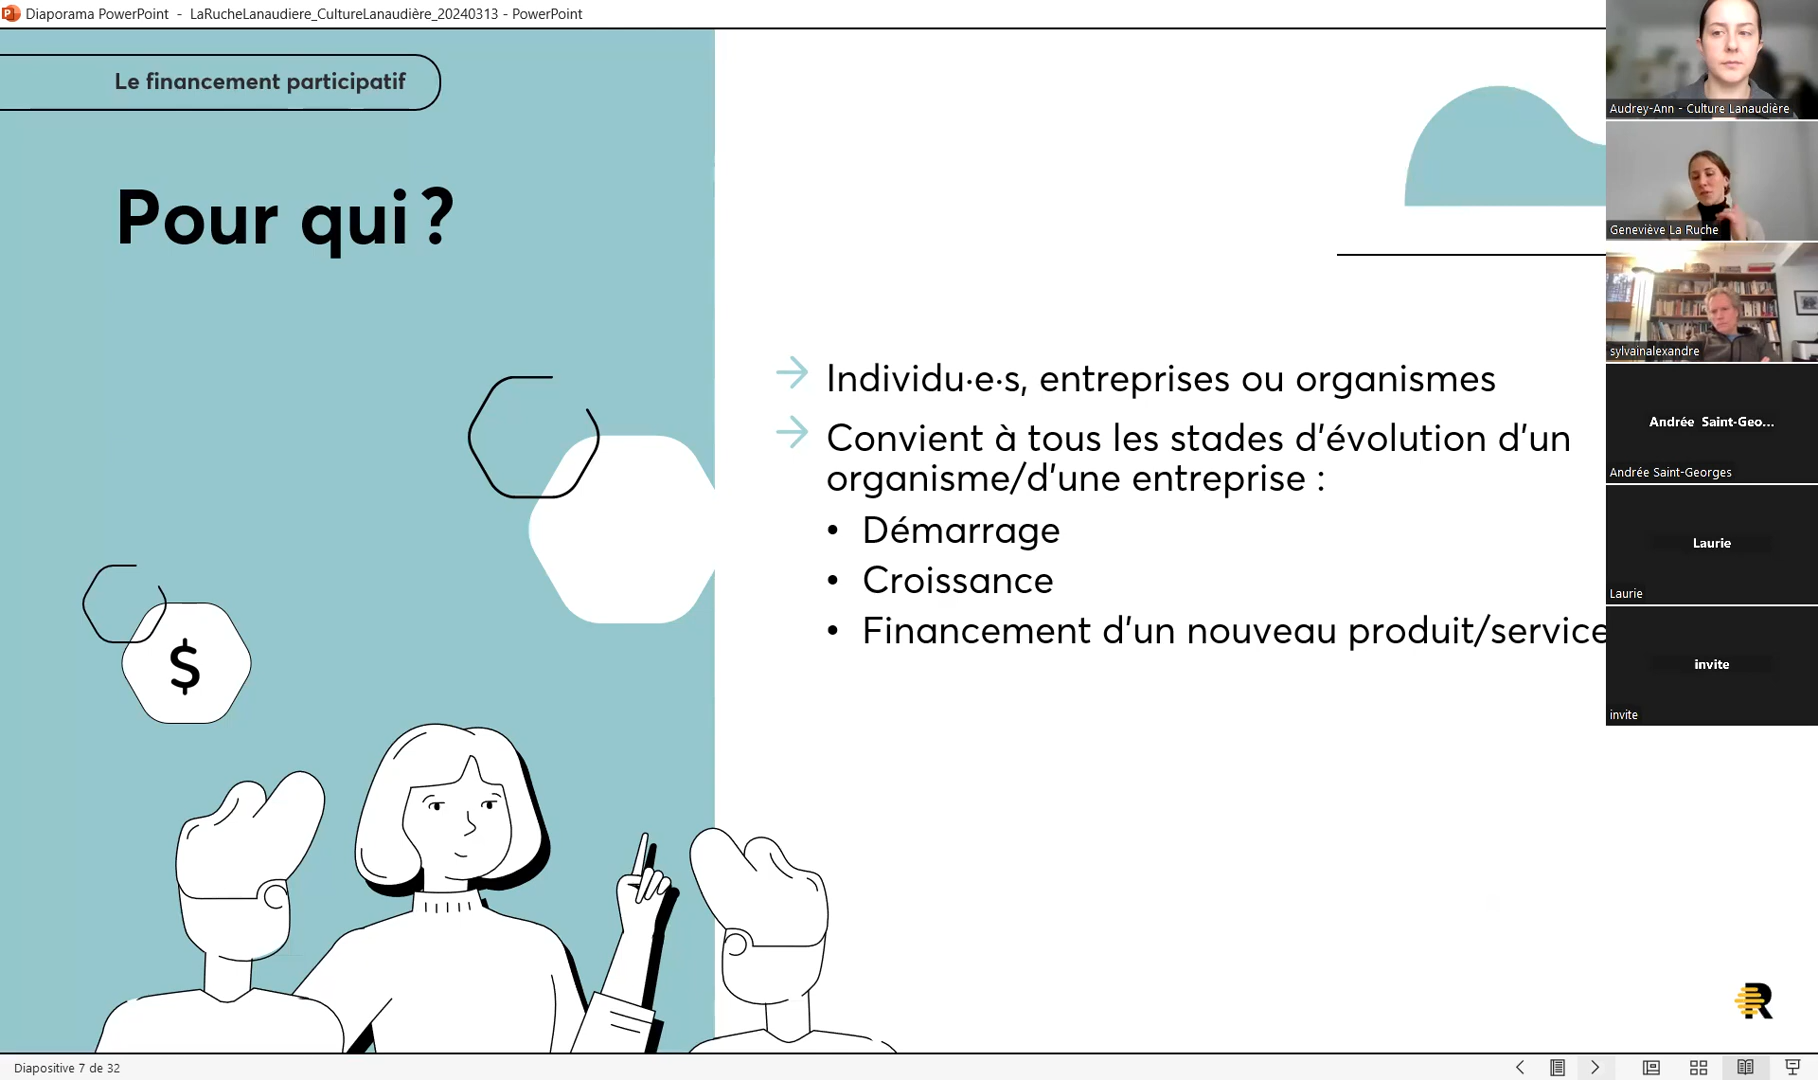 Diaporama PowerPoint - LaRucheLanaudiere_CultureLanaudière_20240313 - PowerPoint
Le financement participatif
Pour qui ?
$
Individu·e·s, entreprises ou organismes
Convient à tous les stades d’évolution d’un
organisme/d’une entreprise :
• Démarrage
• Croissance
• Financement d’un nouveau produit/service
R
Audrey-Ann - Culture Lanaudière
Geneviève La Ruche
sylvainalexandre
Andrée Saint-Geo...
Andrée Saint-Georges
Laurie
Laurie
invite
invite
Diapositive 7 de 32